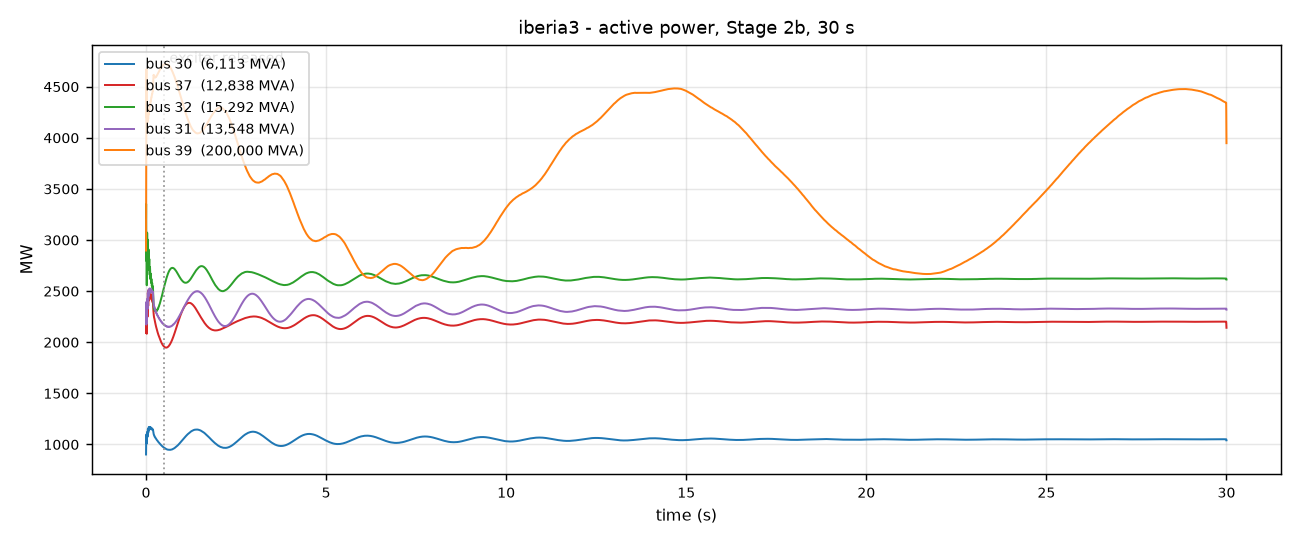 iberia3 - active power, Stage 2b, 30 s
bus 30 (6,113 MVA)
bus 37 (12,838 MVA)
bus 32 (15,292 MVA)
bus 31 (13,548 MVA)
bus 39 (200,000 MVA)
MW
4500
4000
3500
3000
2500
2000
1500
1000
0
5
10
15
20
25
30
time (s)